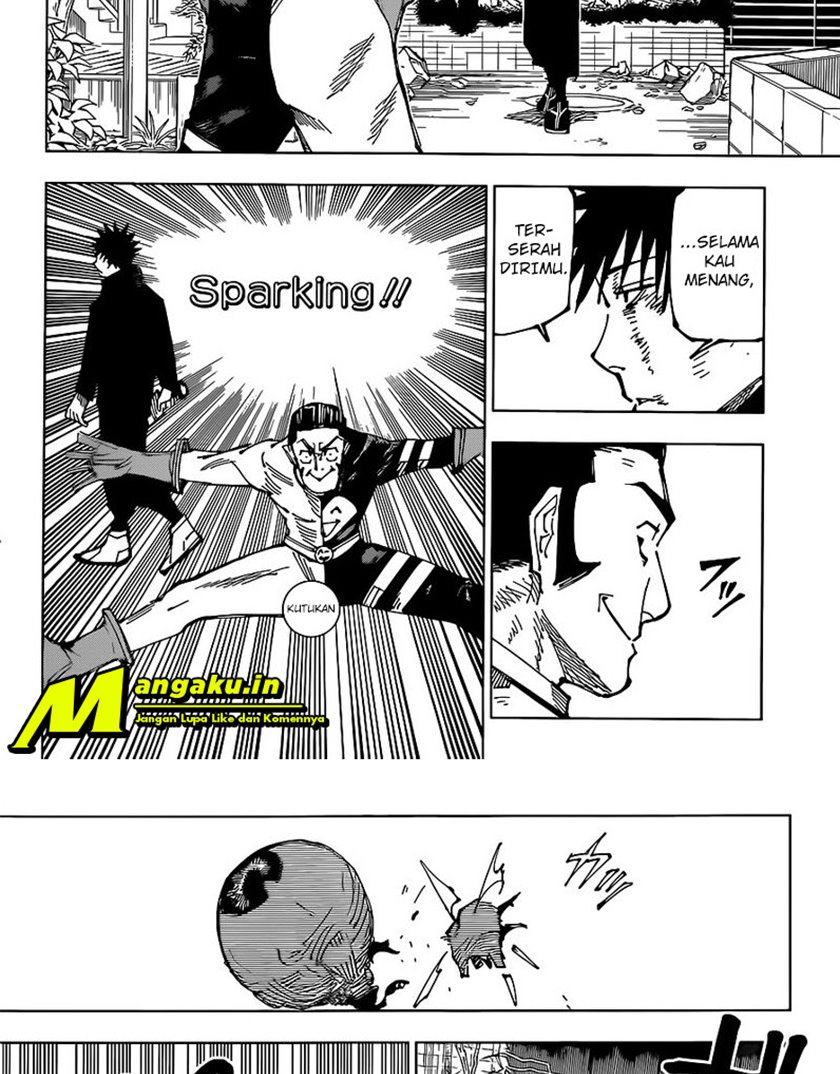 ...SELAMA
KAU
MENANG,
TER-
SERAH
DIRIMU.
Sparking!!
KUTUKAN
Mangaku.in
Jangan Lupa Like dan Komennya